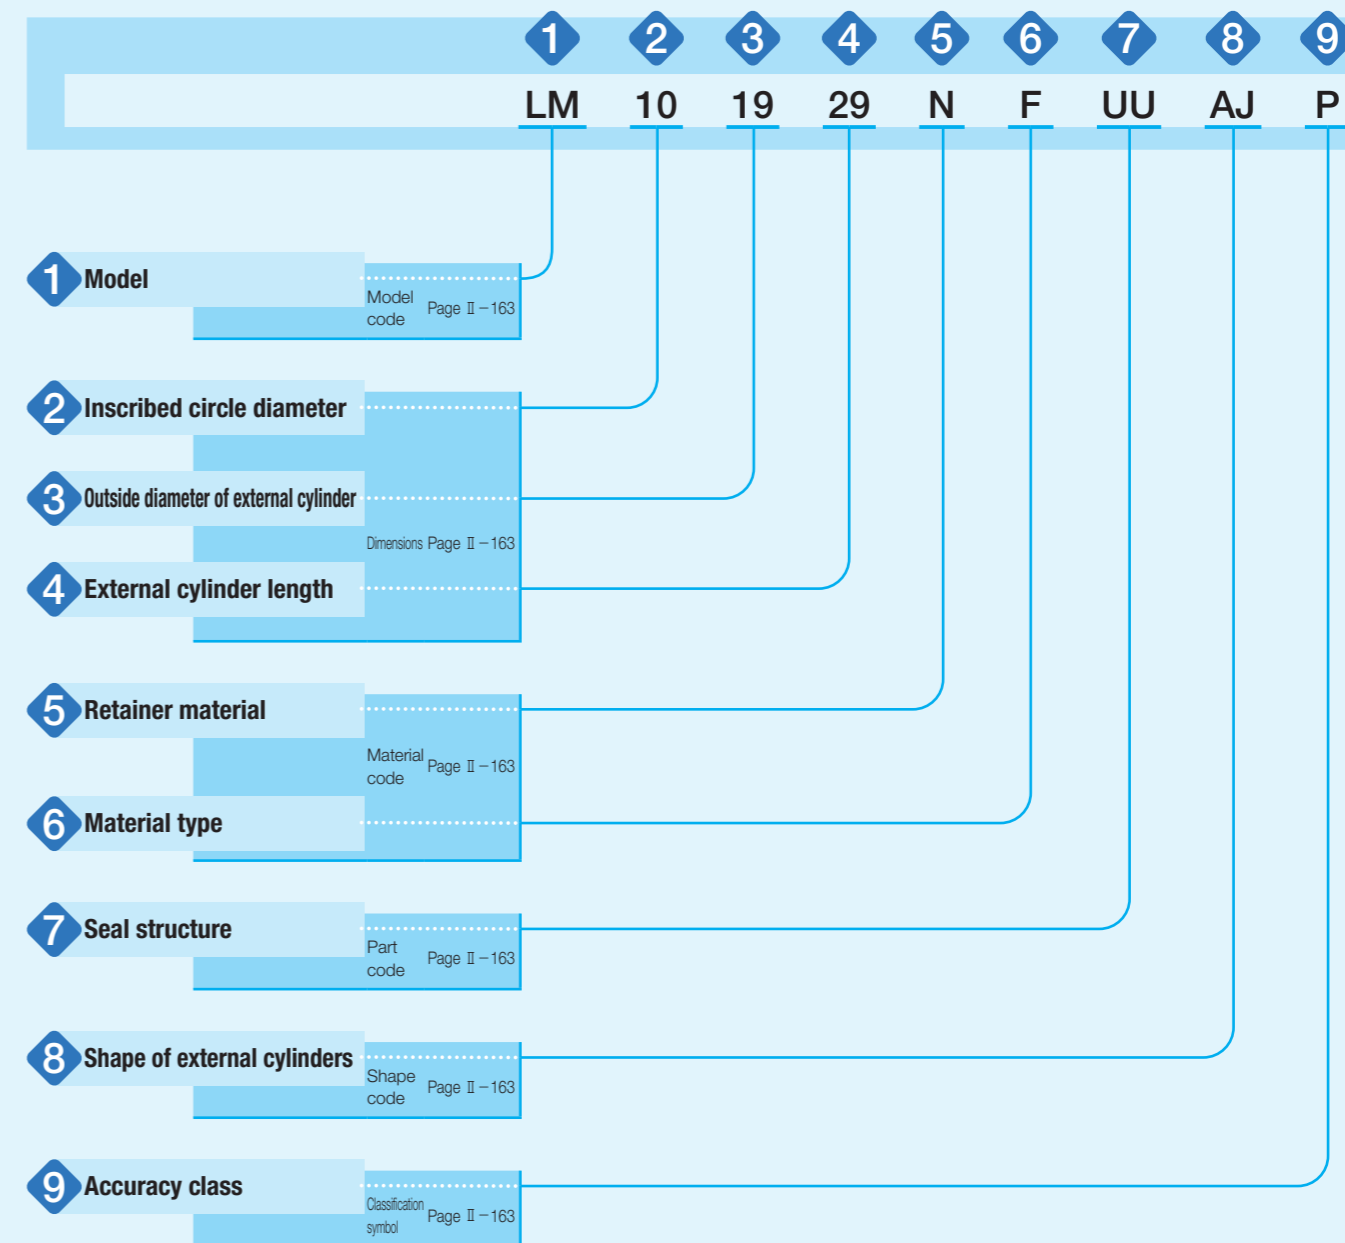 1 2 3 4 5 6 7 8 9
LM 10 19 29 N F UU AJ P
1 Model
Model code Page Ⅱ−163
2 Inscribed circle diameter
3 Outside diameter of external cylinder
Dimensions Page Ⅱ−163
4 External cylinder length
5 Retainer material
Material code Page Ⅱ−163
6 Material type
7 Seal structure
Part code Page Ⅱ−163
8 Shape of external cylinders
Shape code Page Ⅱ−163
9 Accuracy class
Classification symbol Page Ⅱ−163